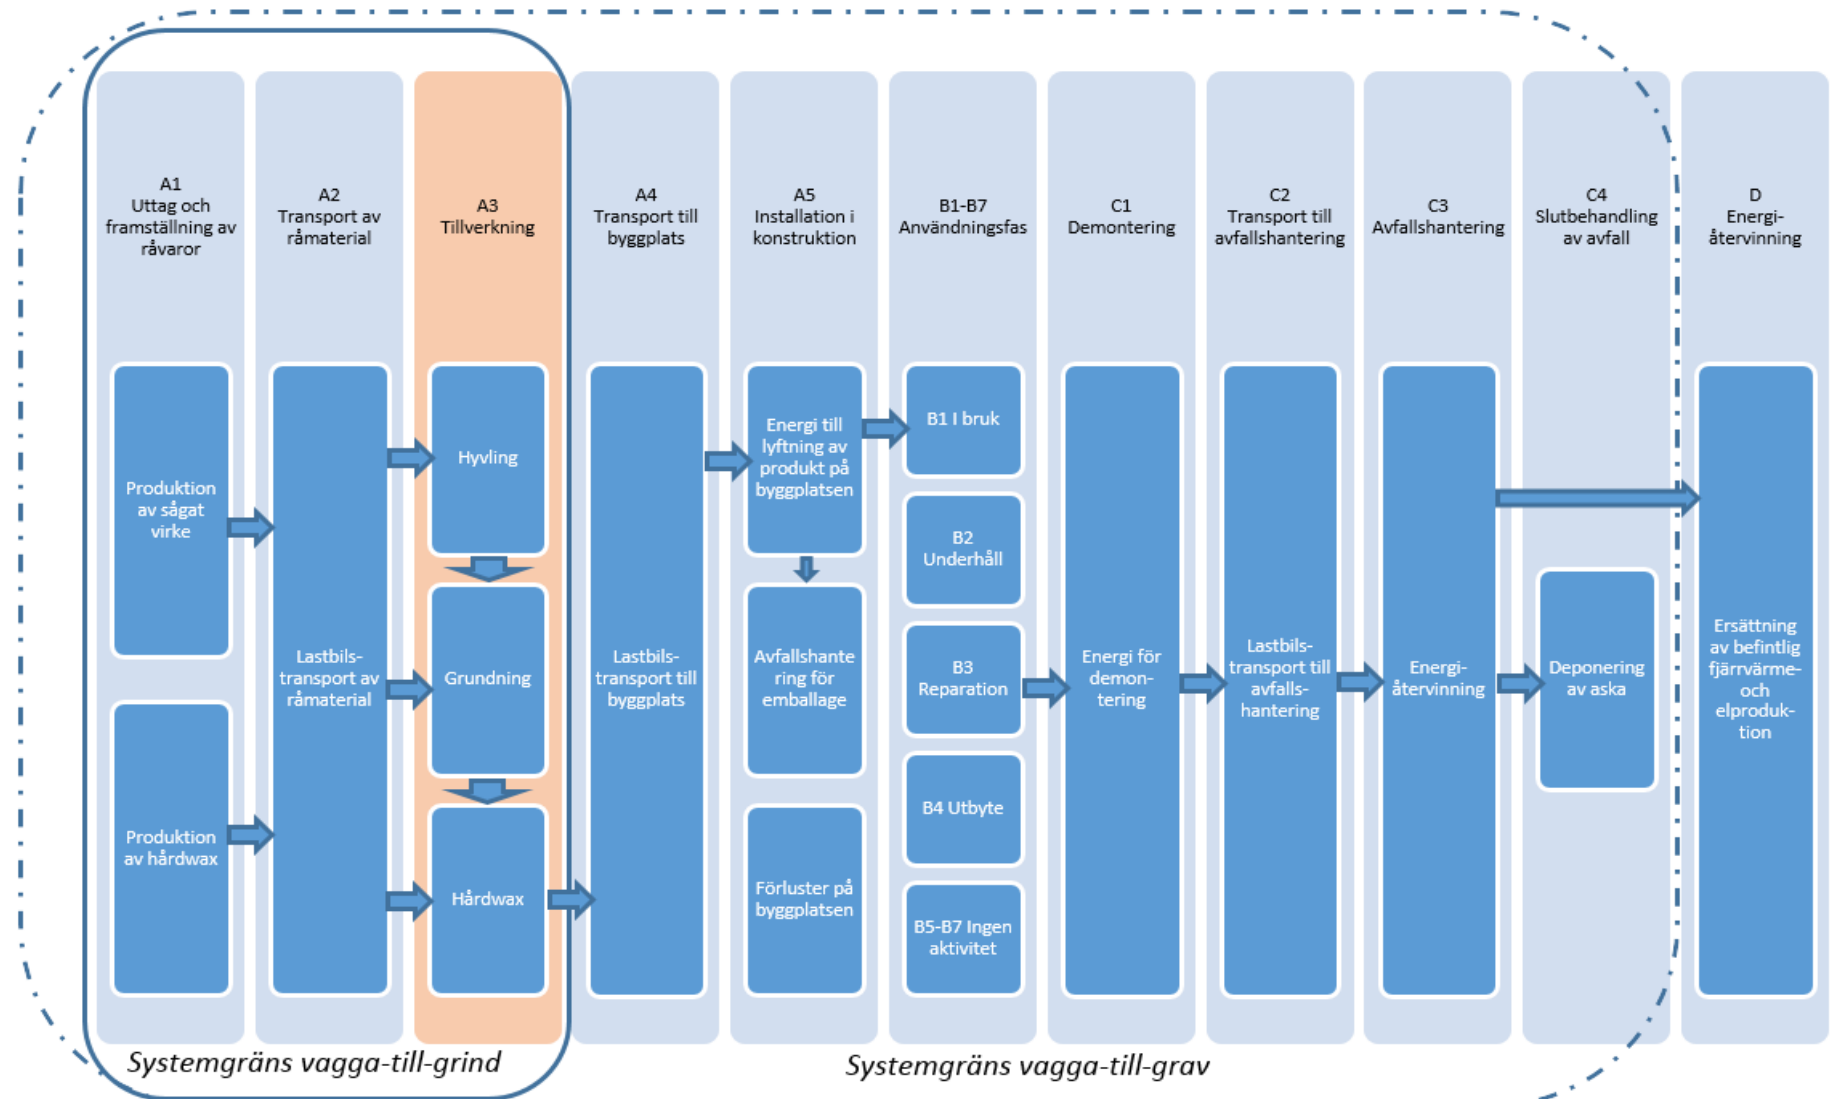 A1
Uttag och
framställning av
råvaror
A2
Transport av
råmaterial
A3
Tillverkning
A4
Transport till
byggplats
A5
Installation i
konstruktion
B1-B7
Användningsfas
C1
Demontering
C2
Transport till
avfallshantering
C3
Avfallshantering
C4
Slutbehandling
av avfall
D
Energi-
återvinning
Produktion
av sågat
virke
Produktion
av hårdwax
Lastbils-
transport av
råmaterial
Hyvling
Grundning
Hårdwax
Lastbils-
transport till
byggplats
Energi till
lyftning av
produkt på
byggplatsen
Avfallshante
ring för
emballage
Förluster på
byggplatsen
B1 I bruk
B2
Underhåll
B3
Reparation
B4 Utbyte
B5-B7 Ingen
aktivitet
Energi för
demon-
tering
Lastbils-
transport till
avfalls-
hantering
Energi-
återvinning
Deponering
av aska
Ersättning
av befintlig
fjärrvärme-
och
elproduk-
tion
Systemgräns vagga-till-grind
Systemgräns vagga-till-grav